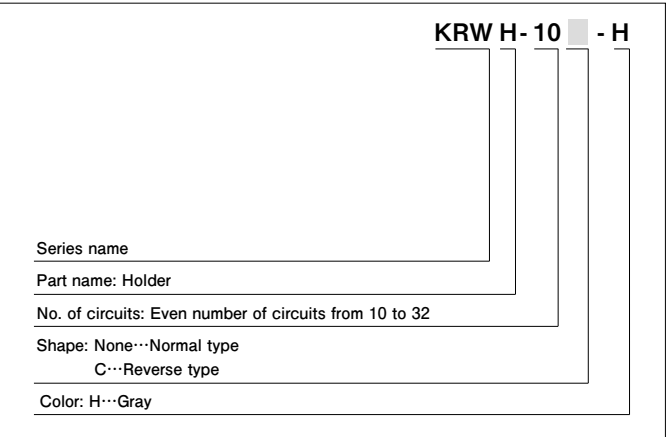 KRW H - 10 - H
Series name
Part name: Holder
No. of circuits: Even number of circuits from 10 to 32
Shape: None…Normal type
C…Reverse type
Color: H…Gray